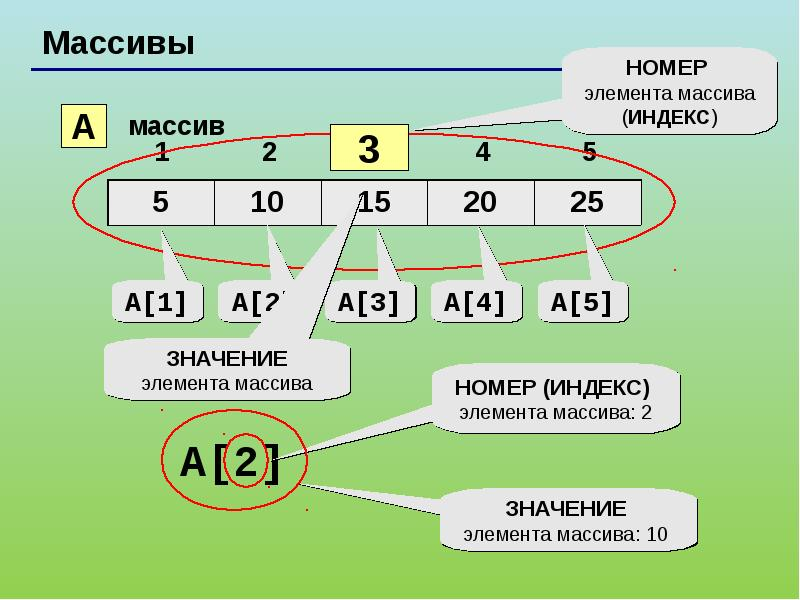 Массивы
НОМЕР
элемента массива
(ИНДЕКС)
A массив
1 2 3 4 5
5 10 15 20 25
A[1] A[2] A[3] A[4] A[5]
ЗНАЧЕНИЕ
элемента массива
НОМЕР (ИНДЕКС)
элемента массива: 2
A[2]
ЗНАЧЕНИЕ
элемента массива: 10